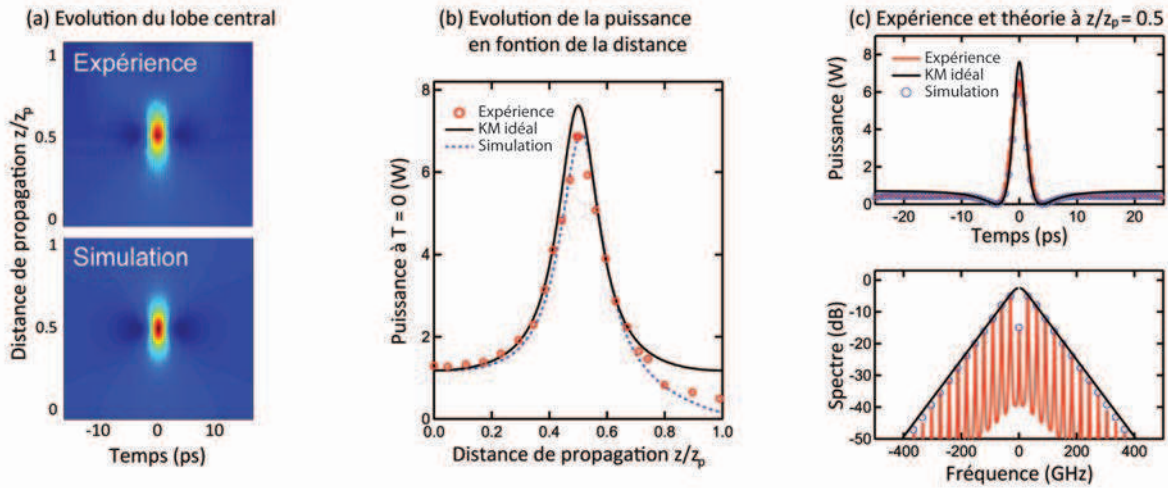 (a) Evolution du lobe central
Distance de propagation z/zp
1
Expérience
0.5
0
1
Simulation
0.5
0
-10 0 10
Temps (ps)
(b) Evolution de la puissance
en fontion de la distance
Puissance à T = 0 (W)
8
6
4
2
0
Expérience
KM idéal
Simulation
0.0 0.2 0.4 0.6 0.8 1.0
Distance de propagation z/zp
(c) Expérience et théorie à z/zp = 0.5
Puissance (W)
8
6
4
2
0
Expérience
KM idéal
Simulation
-20 -10 0 10 20
Temps (ps)
Spectre (dB)
0
-10
-20
-30
-40
-50
-400 -200 0 200 400
Fréquence (GHz)